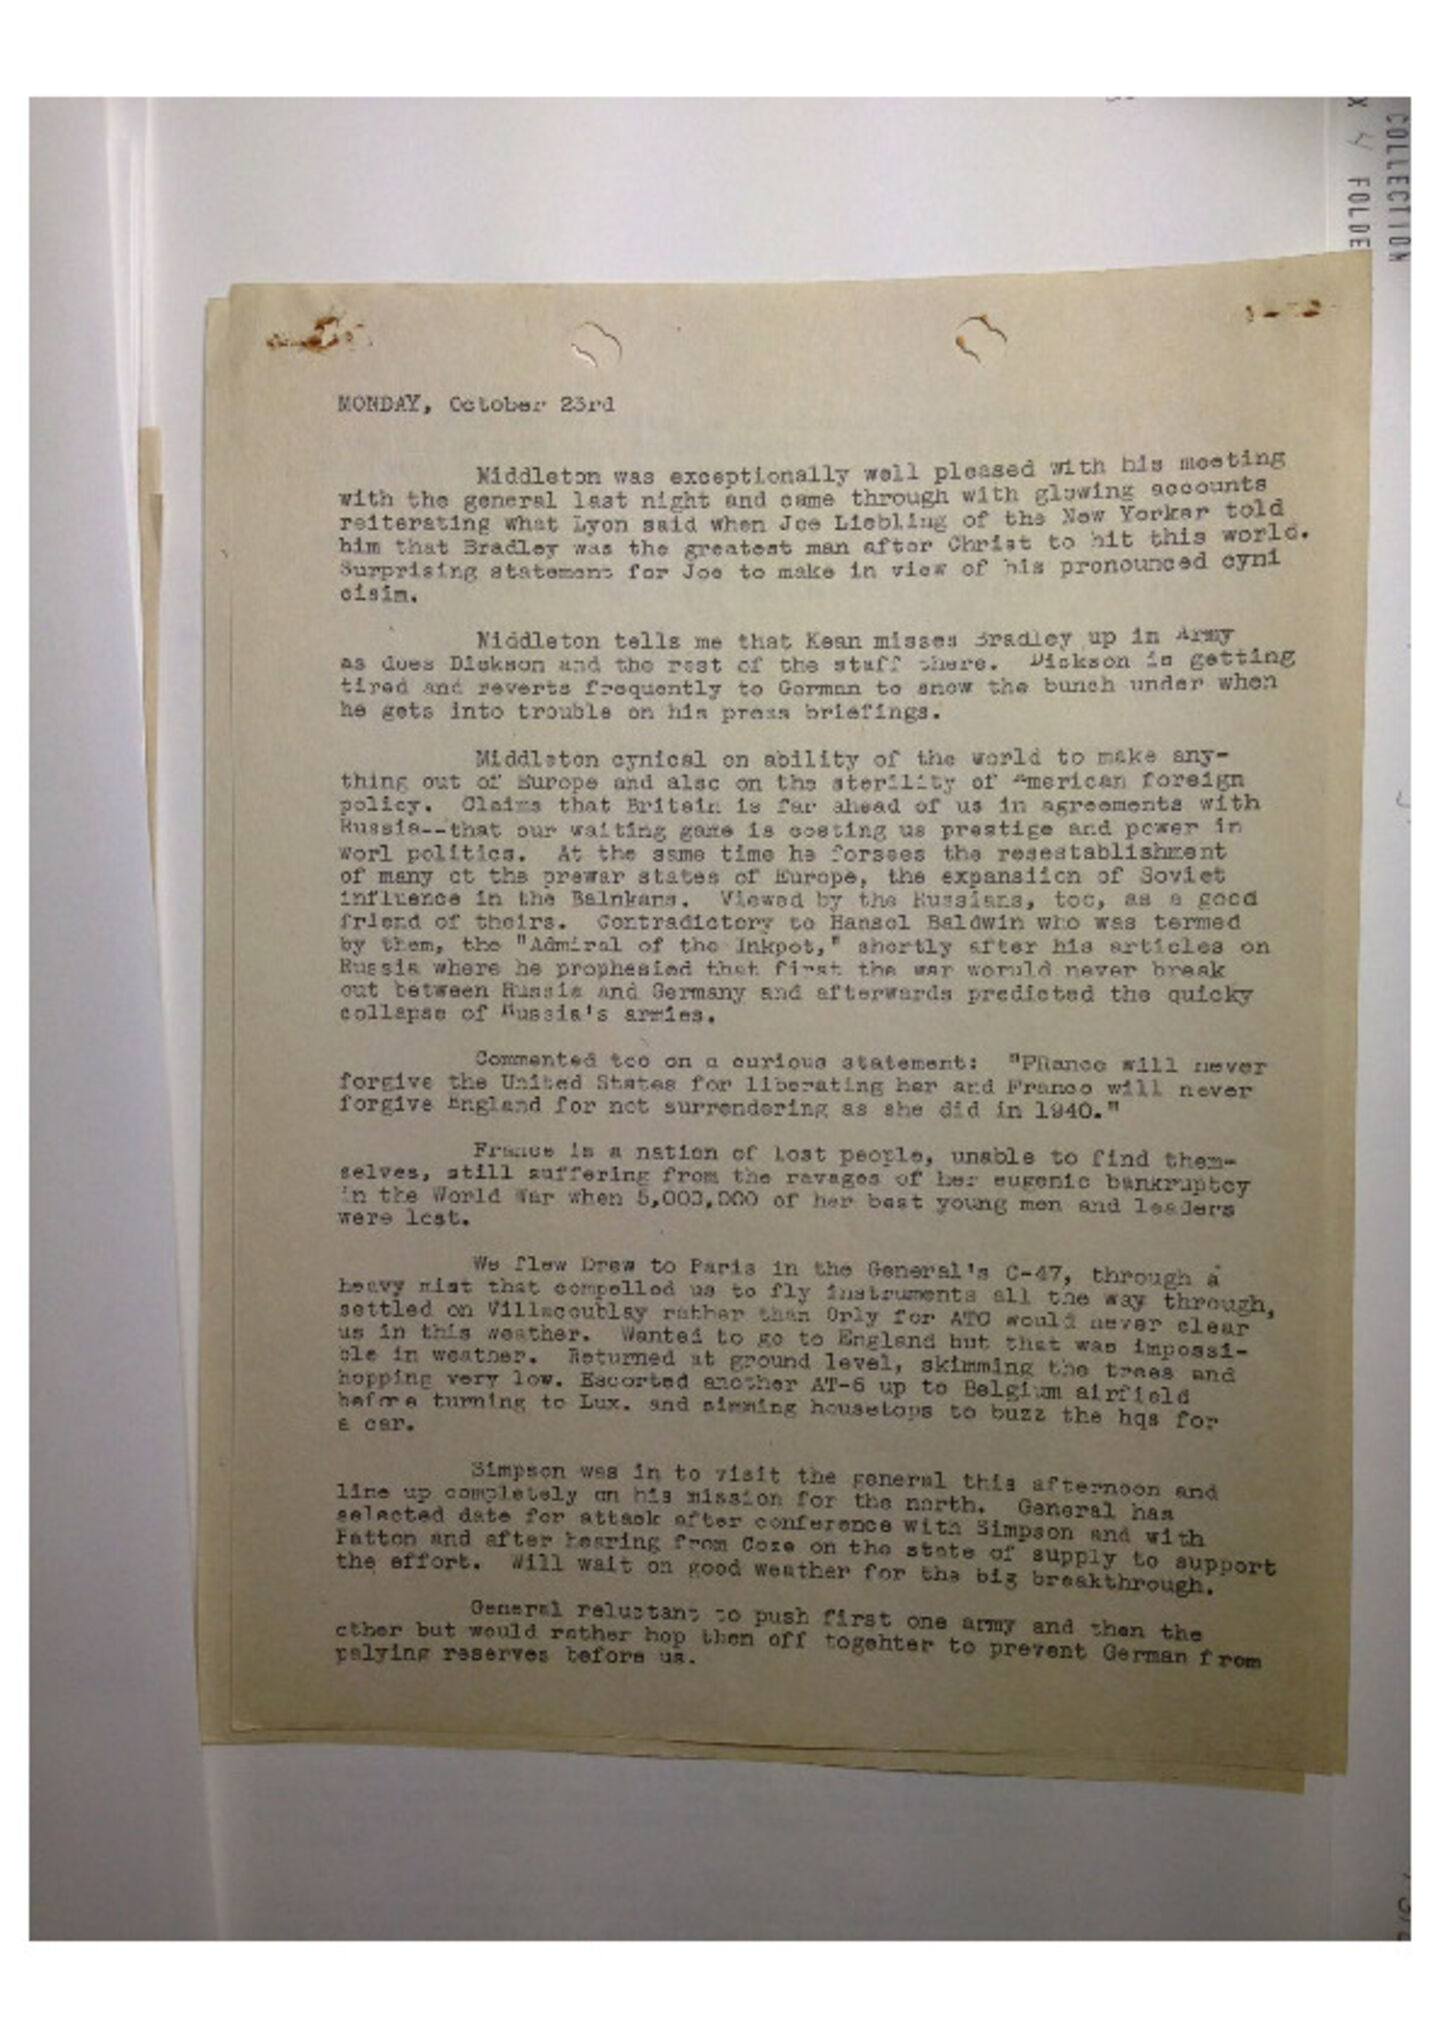 COLLECTION
X 4 FOLDE
MONDAY, October 23rd
Middleton was exceptionally well pleased with his meeting
with the general last night and came through with glowing accounts
reiterating what Lyon said when Joe Liebling of the New Yorker told
him that Bradley was the greatest man after Christ to hit this world.
Surprising statement for Joe to make in view of his pronounced cyni
cisim.
Middleton tells me that Kean misses Bradley up in Army
as does Dickson and the rest of the staff there. Dickson is getting
tired and reverts frequently to German to snow the bunch under when
he gets into trouble on his press briefings.
Middleton cynical on ability of the world to make any-
thing out of Europe and also on the sterility of American foreign
policy. Claims that Britain is far ahead of us in agreements with
Russia--that our waiting game is costing us prestige and power in
worl politics. At the same time he forsees the resestablishment
of many ot the prewar states of Europe, the expansiion of Soviet
influence in the Balnkans. Viewed by the Russians, too, as a good
friend of theirs. Contradictory to Hansol Baldwin who was termed
by them, the "Admiral of the Inkpot," shortly after his articles on
Russia where he prophesied that first the war woruld never break
out between Russia and Germany and afterwards predicted the quicky
collapse of Russia's armies.
Commented too on a curious statement: "FRance will never
forgive the United States for liberating her and France will never
forgive England for not surrendering as she did in 1940."
France is a nation of lost people, unable to find them-
selves, still suffering from the ravages of her eugenic bankruptcy
in the World War when 5,000,000 of her best young men and leaders
were lost.
We flew Drew to Paris in the General's C-47, through a
heavy mist that compelled us to fly instruments all the way through,
settled on Villacoublay rather than Orly for ATC would never clear
us in this weather. Wanted to go to England but that was impossi-
ble in weather. Returned at ground level, skimming the trees and
hopping very low. Escorted another AT-6 up to Belgium airfield
before turning to Lux. and simming housetops to buzz the hqs for
a car.
Simpson was in to visit the general this afternoon and
line up completely on his mission for the north. General has
selected date for attack after conference with Simpson and with
Patton and after hearing from Coze on the state of supply to support
the effort. Will wait on good weather for the big breakthrough.
General reluctant to push first one army and then the
other but would rather hop them off togehter to prevent German from
palying reserves before us.